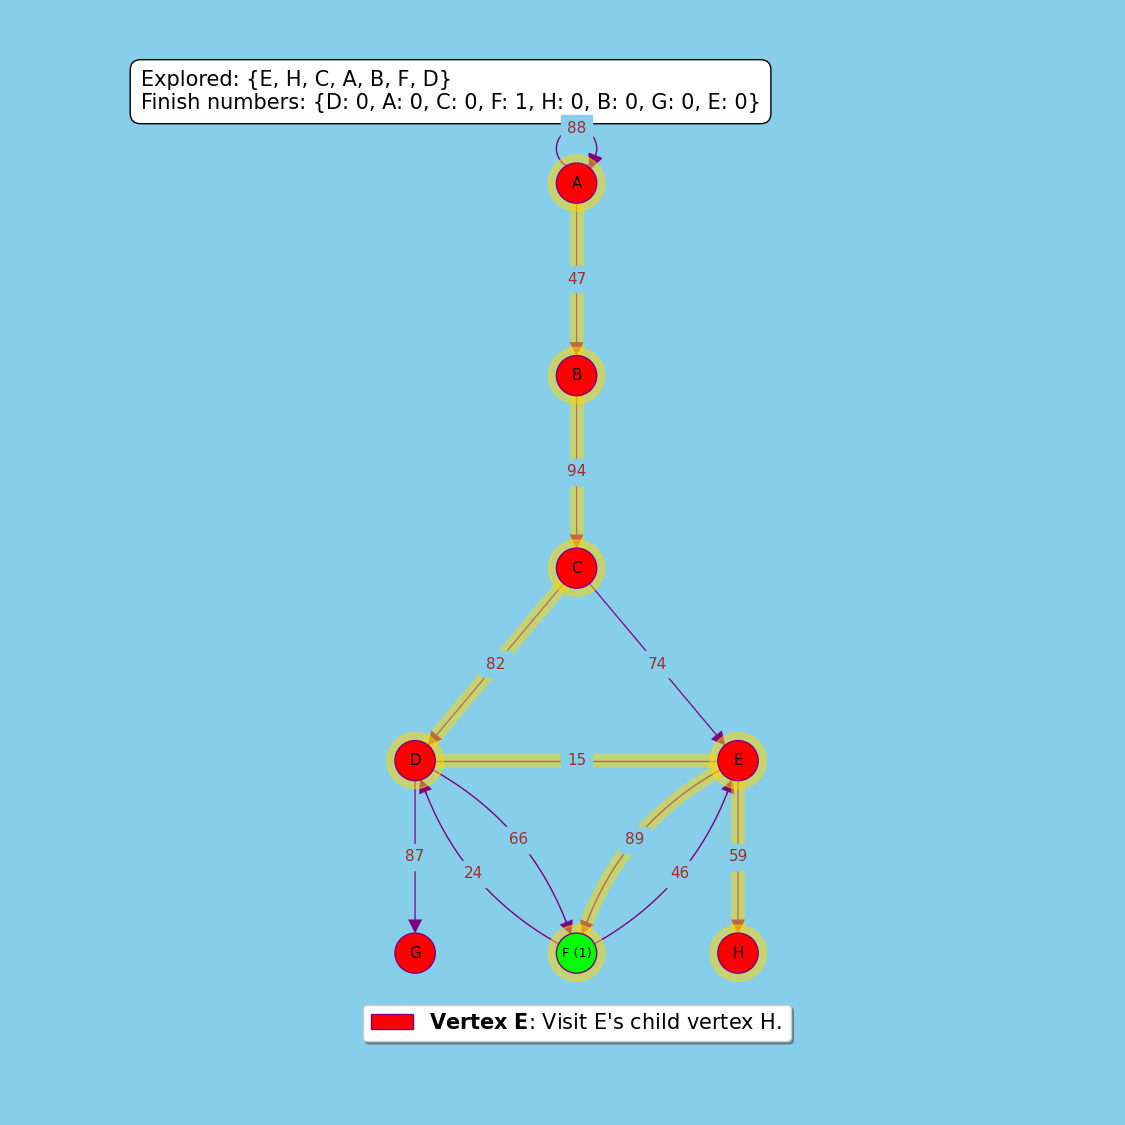 Explored: {E, H, C, A, B, F, D}
Finish numbers: {D: 0, A: 0, C: 0, F: 1, H: 0, B: 0, G: 0, E: 0}
88
A
47
B
94
C
82
74
D
15
E
66
89
87
59
24
46
G
F (1)
H
Vertex E: Visit E's child vertex H.